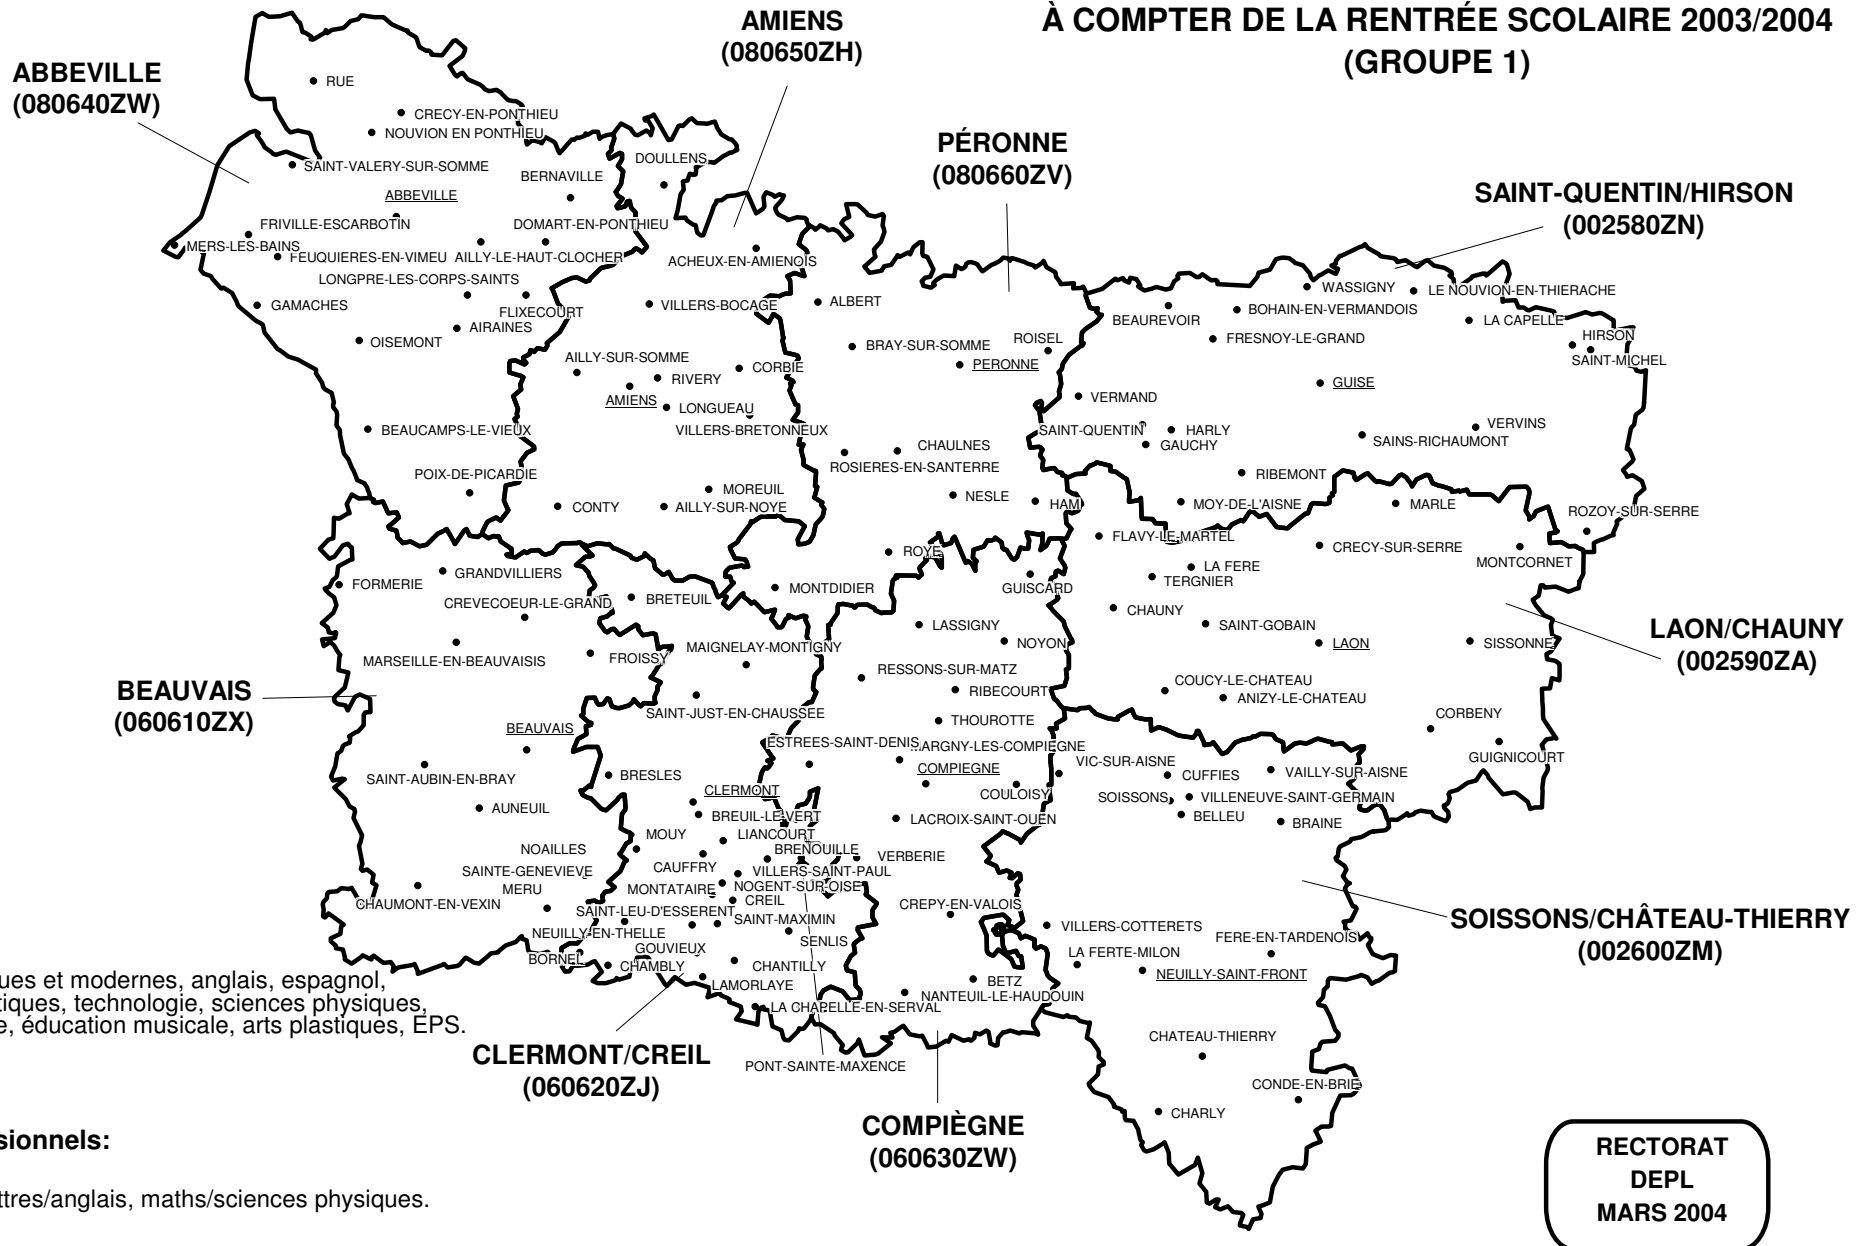 À COMPTER DE LA RENTRÉE SCOLAIRE 2003/2004
(GROUPE 1)
AMIENS
(080650ZH)
ABBEVILLE
(080640ZW)
PÉRONNE
(080660ZV)
SAINT-QUENTIN/HIRSON
(002580ZN)
RUE
CRECY-EN-PONTHIEU
NOUVION EN PONTHIEU
SAINT-VALERY-SUR-SOMME
ABBEVILLE
BERNAVILLE
DOULLENS
FRIVILLE-ESCARBOTIN
DOMART-EN-PONTHIEU
MERS-LES-BAINS
FEUQUIERES-EN-VIMEU
AILLY-LE-HAUT-CLOCHER
LONGPRE-LES-CORPS-SAINTS
GAMACHES
FLIXECOURT
AIRAINES
OISEMONT
BEAUCAMPS-LE-VIEUX
POIX-DE-PICARDIE
ACHEUX-EN-AMIENOIS
VILLERS-BOCAGE
AILLY-SUR-SOMME
RIVERY
CORBIE
AMIENS
LONGUEAU
VILLERS-BRETONNEUX
MOREUIL
CONTY
AILLY-SUR-NOYE
ALBERT
BRAY-SUR-SOMME
ROISEL
PERONNE
CHAULNES
ROSIERES-EN-SANTERRE
NESLE
HAM
ROYE
MONTDIDIER
WASSIGNY
LE NOUVION-EN-THIERACHE
BEAUREVOIR
BOHAIN-EN-VERMANDOIS
LA CAPELLE
FRESNOY-LE-GRAND
HIRSON
SAINT-MICHEL
GUISE
VERMAND
SAINT-QUENTIN
HARLY
GAUCHY
VERVINS
SAINS-RICHAUMONT
RIBEMONT
MOY-DE-L'AISNE
MARLE
ROZOY-SUR-SERRE
FLAVY-LE-MARTEL
CRECY-SUR-SERRE
MONTCORNET
LA FERE
TERGNIER
CHAUNY
SAINT-GOBAIN
LAON
SISSONNE
COUCY-LE-CHATEAU
ANIZY-LE-CHATEAU
CORBENY
GUIGNICOURT
LAON/CHAUNY
(002590ZA)
FORMERIE
GRANDVILLIERS
CREVECOEUR-LE-GRAND
BRETEUIL
MARSEILLE-EN-BEAUVAISIS
FROISSY
MAIGNELAY-MONTIGNY
SAINT-JUST-EN-CHAUSSEE
BEAUVAIS
(060610ZX)
BEAUVAIS
SAINT-AUBIN-EN-BRAY
AUNEUIL
BRESLES
CLERMONT
BREUIL-LE-VERT
MOUY
LIANCOURT
NOAILLES
BRENOUILLE
CAUFFRY
VILLERS-SAINT-PAUL
SAINTE-GENEVIEVE
MERU
MONTATAIRE
NOGENT-SUR-OISE
CREIL
CHAUMONT-EN-VEXIN
SAINT-LEU-D'ESSERENT
SAINT-MAXIMIN
NEUILLY-EN-THELLE
SENLIS
GOUVIEUX
BORNEL
CHAMBLY
CHANTILLY
LAMORLAYE
LA CHAPELLE-EN-SERVAL
PONT-SAINTE-MAXENCE
GUISCARD
LASSIGNY
NOYON
RESSONS-SUR-MATZ
RIBECOURT
THOUROTTE
ESTREES-SAINT-DENIS
MARGNY-LES-COMPIEGNE
COMPIEGNE
COULOISY
LACROIX-SAINT-OUEN
VERBERIE
CREPY-EN-VALOIS
BETZ
NANTEUIL-LE-HAUDOUIN
VIC-SUR-AISNE
CUFFIES
VAILLY-SUR-AISNE
SOISSONS
VILLENEUVE-SAINT-GERMAIN
BELLEU
BRAINE
VILLERS-COTTERETS
FERE-EN-TARDENOIS
LA FERTE-MILON
NEUILLY-SAINT-FRONT
CHATEAU-THIERRY
CONDE-EN-BRIE
CHARLY
SOISSONS/CHÂTEAU-THIERRY
(002600ZM)
ues et modernes, anglais, espagnol,
tiques, technologie, sciences physiques,
e, éducation musicale, arts plastiques, EPS.
CLERMONT/CREIL
(060620ZJ)
COMPIÈGNE
(060630ZW)
sionnels:
ttres/anglais, maths/sciences physiques.
RECTORAT
DEPL
MARS 2004